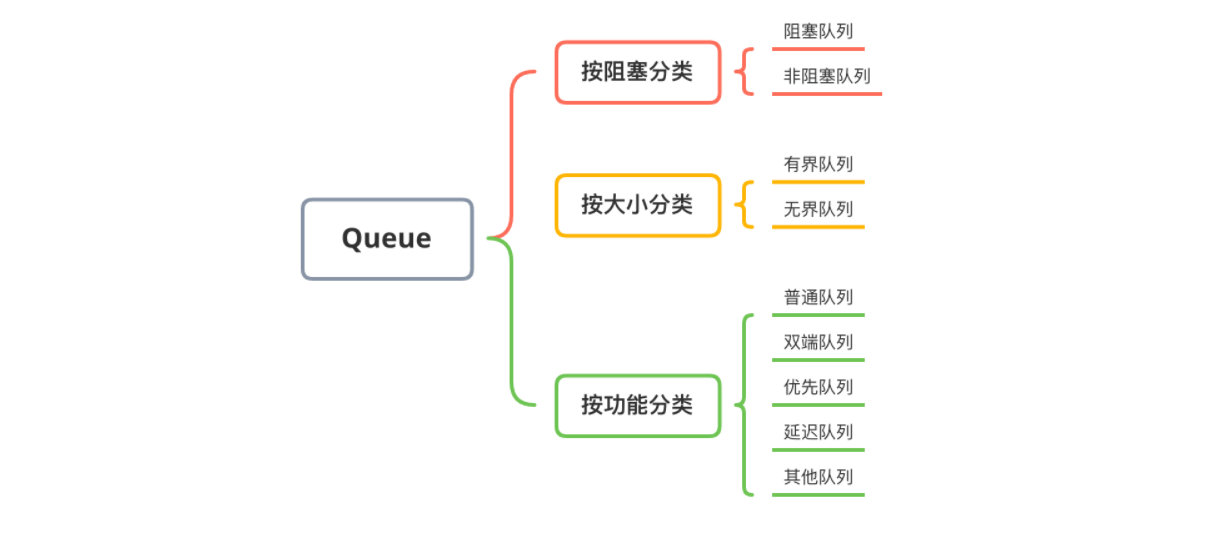 Queue
按阻塞分类
阻塞队列
非阻塞队列
按大小分类
有界队列
无界队列
按功能分类
普通队列
双端队列
优先队列
延迟队列
其他队列